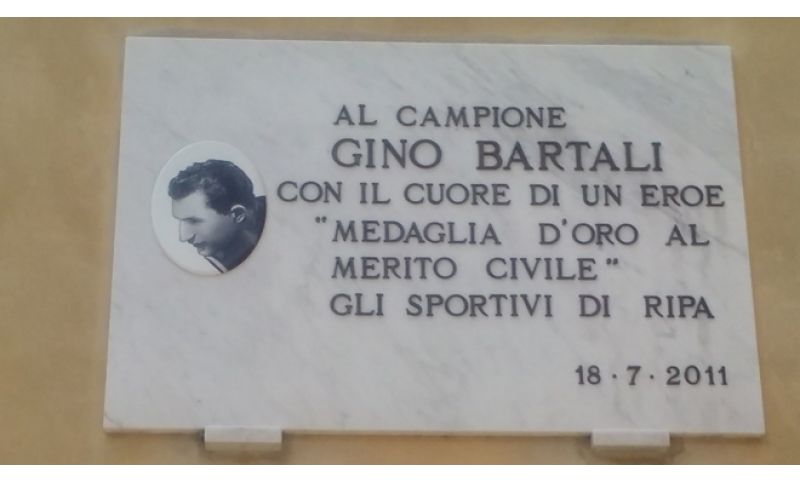 AL CAMPIONE
GINO BARTALI
CON IL CUORE DI UN EROE
"MEDAGLIA D'ORO AL
MERITO CIVILE"
GLI SPORTIVI DI RIPA
18·7·2011